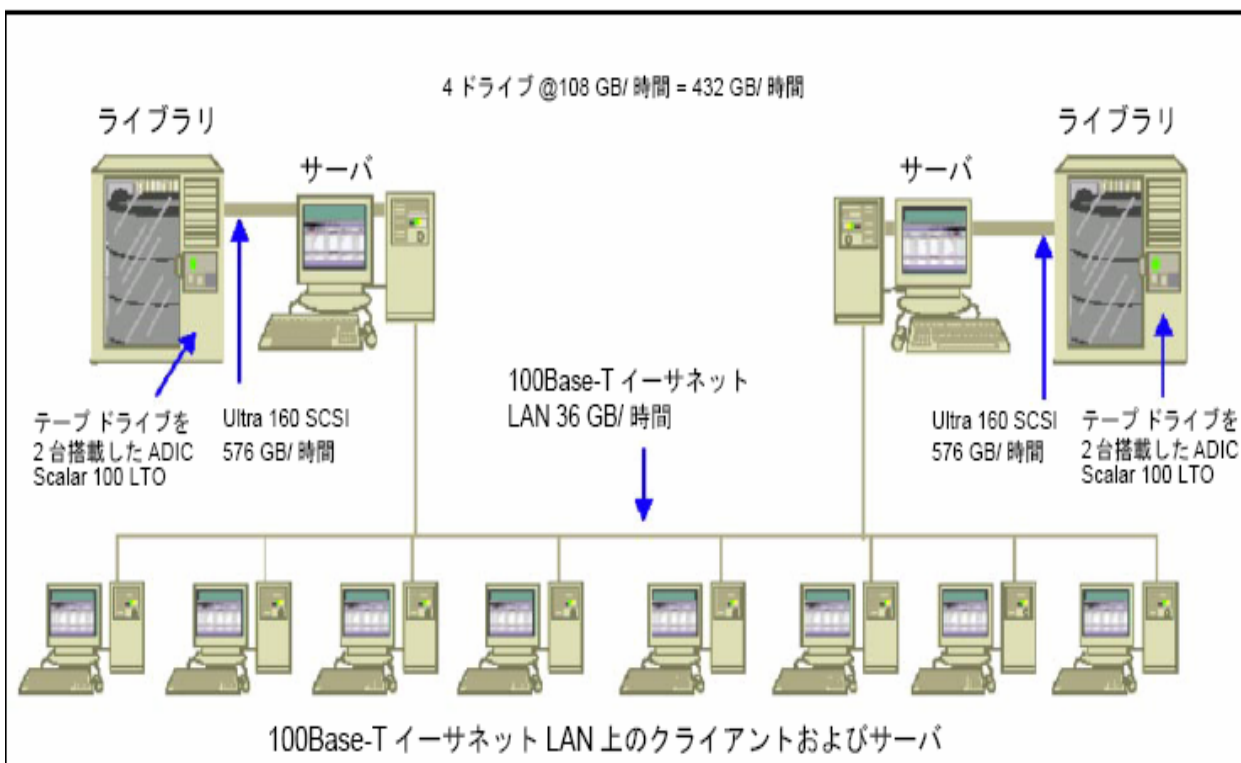 4 ドライブ @108 GB/ 時間 = 432 GB/ 時間
ライブラリ
サーバ
サーバ
ライブラリ
テープ ドライブを
2 台搭載した ADIC
Scalar 100 LTO
Ultra 160 SCSI
576 GB/ 時間
100Base-T イーサネット
LAN 36 GB/ 時間
Ultra 160 SCSI
576 GB/ 時間
テープ ドライブを
2 台搭載した ADIC
Scalar 100 LTO
100Base-T イーサネット LAN 上のクライアントおよびサーバ